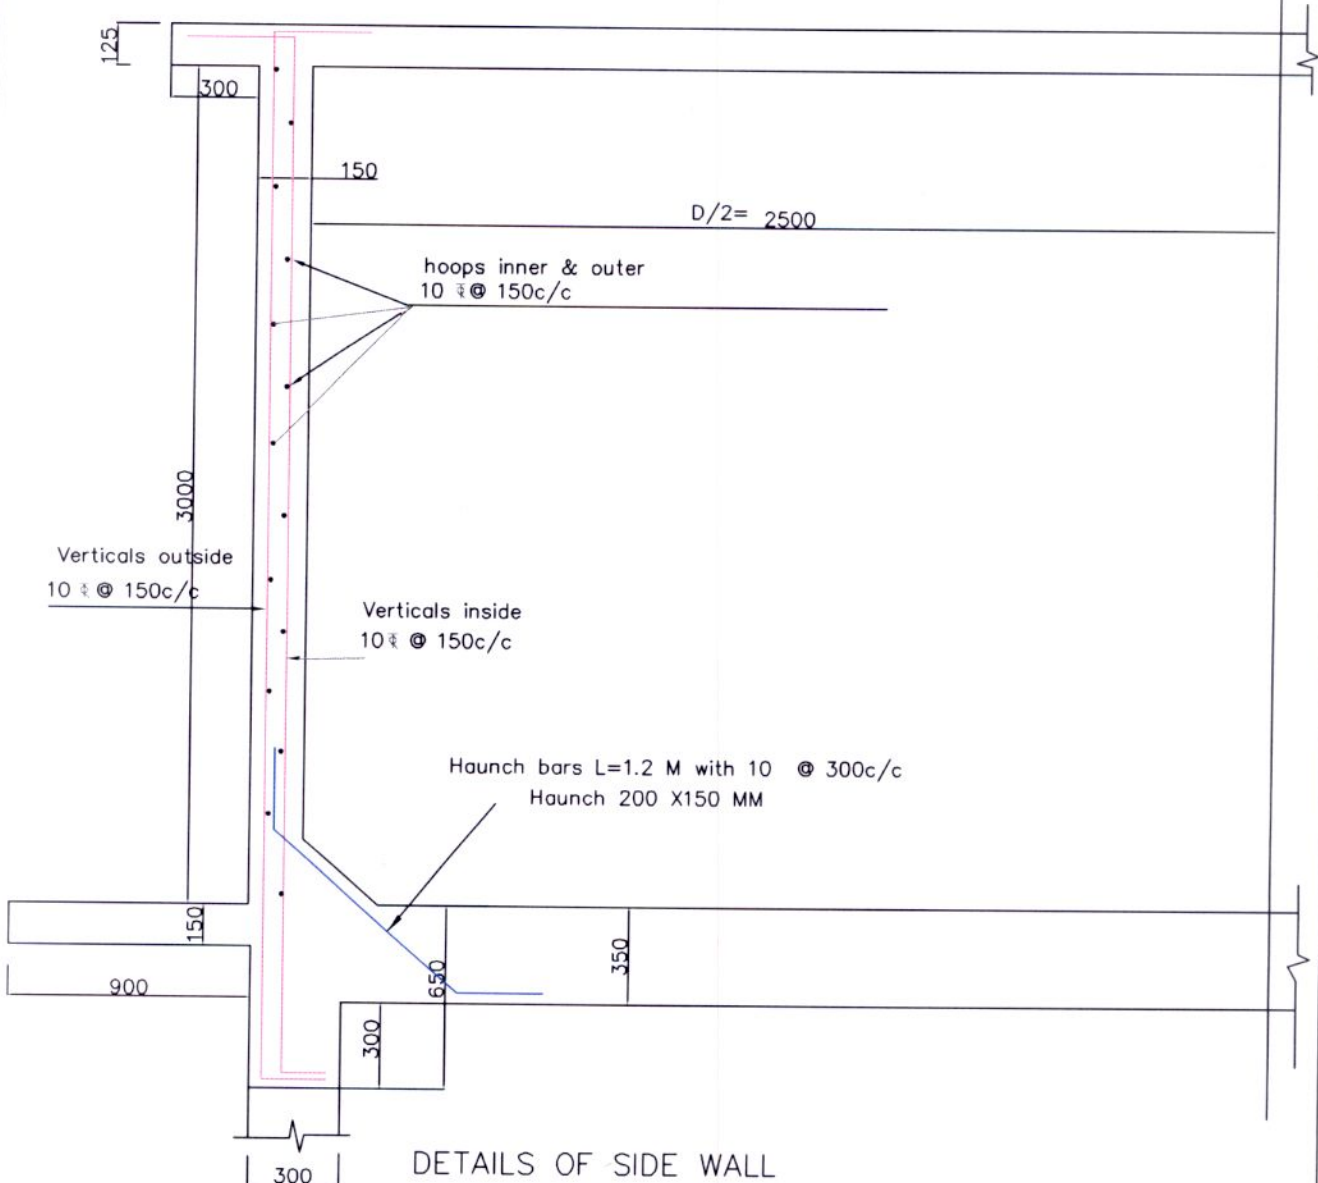 125
300
150
D/2= 2500
hoops inner & outer
10 @ 150c/c
3000
Verticals outside
10 @ 150c/c
Verticals inside
10 @ 150c/c
Haunch bars L=1.2 M with 10 @ 300c/c
Haunch 200 X150 MM
150
900
650
350
300
300
DETAILS OF SIDE WALL